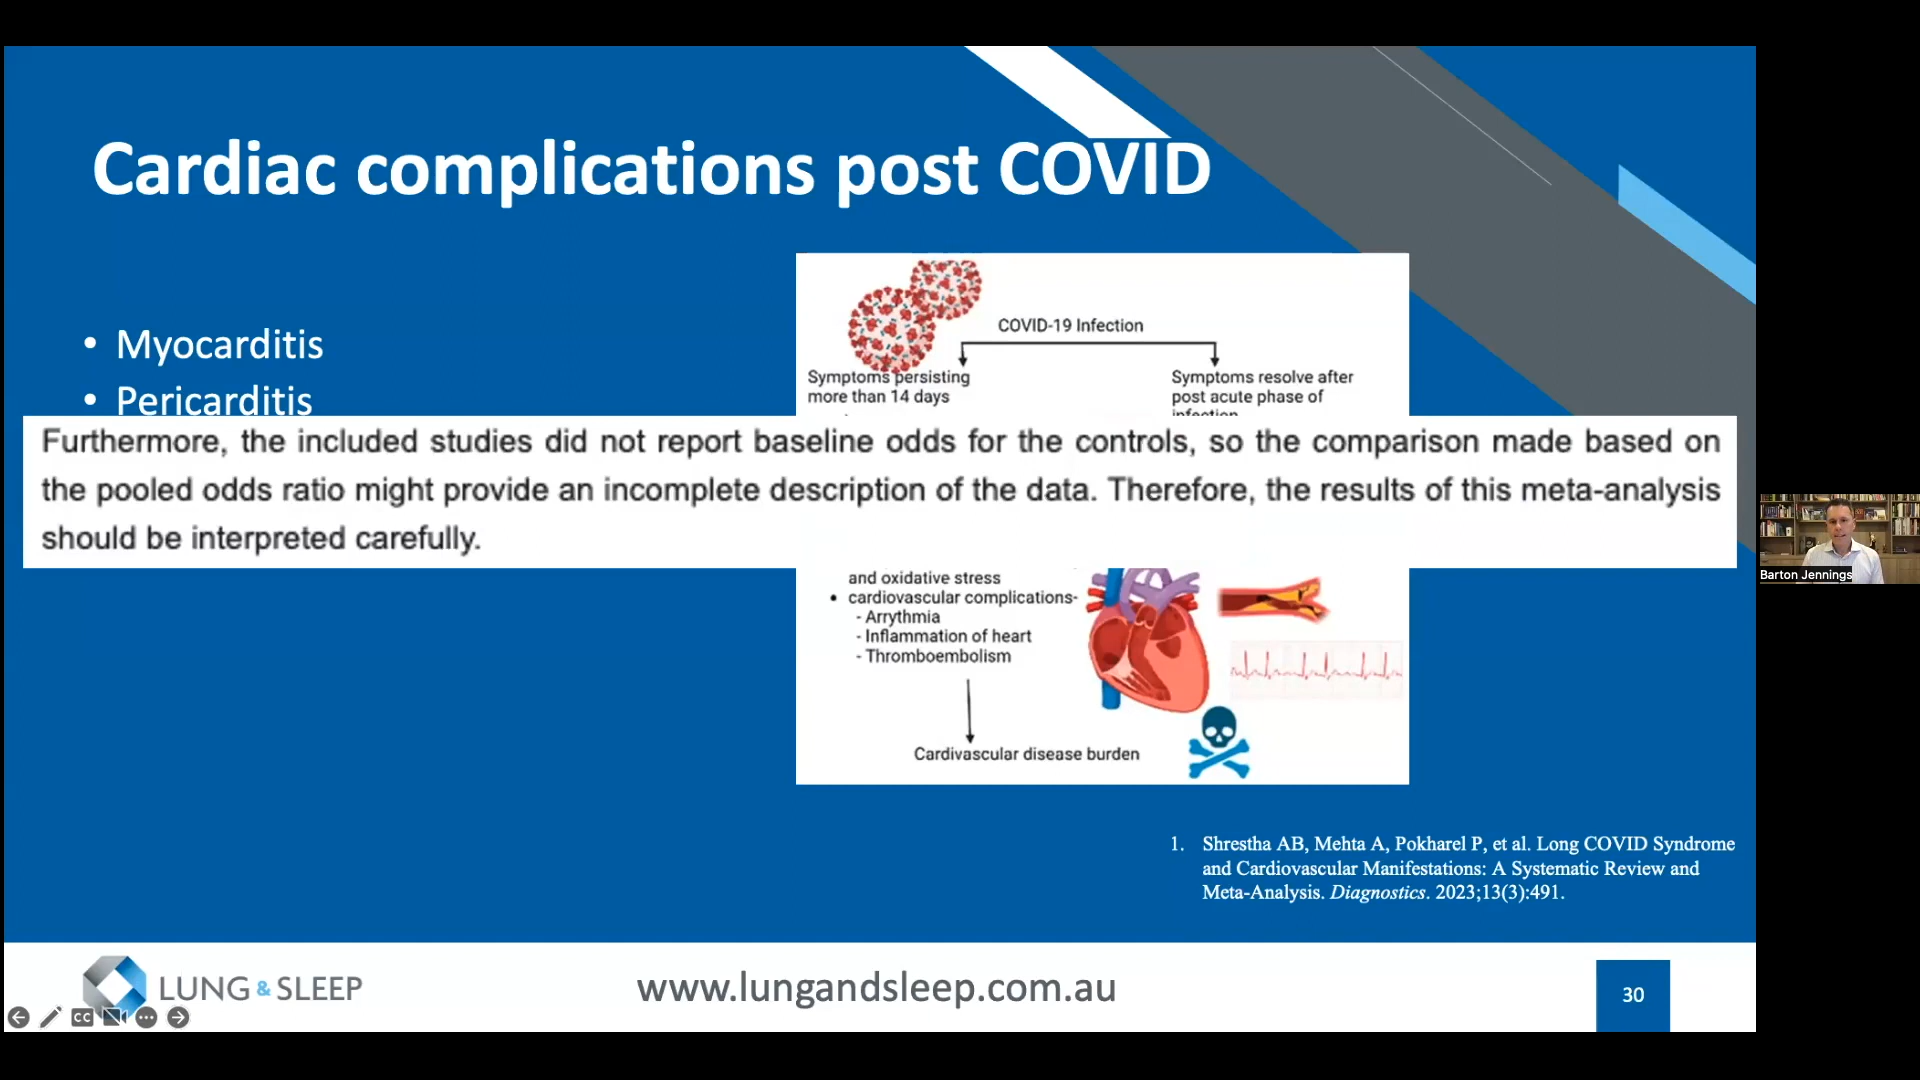 Cardiac complications post COVID
• Myocarditis
• Pericarditis
COVID-19 Infection
Symptoms persisting
more than 14 days
Symptoms resolve after
post acute phase of
infection
Furthermore, the included studies did not report baseline odds for the controls, so the comparison made based on
the pooled odds ratio might provide an incomplete description of the data. Therefore, the results of this meta-analysis
should be interpreted carefully.
and oxidative stress
• cardiovascular complications-
- Arrythmia
- Inflammation of heart
- Thromboembolism
Cardivascular disease burden
1. Shrestha AB, Mehta A, Pokharel P, et al. Long COVID Syndrome
and Cardiovascular Manifestations: A Systematic Review and
Meta-Analysis. Diagnostics. 2023;13(3):491.
LUNG & SLEEP
www.lungandsleep.com.au
30
CC
Barton Jennings